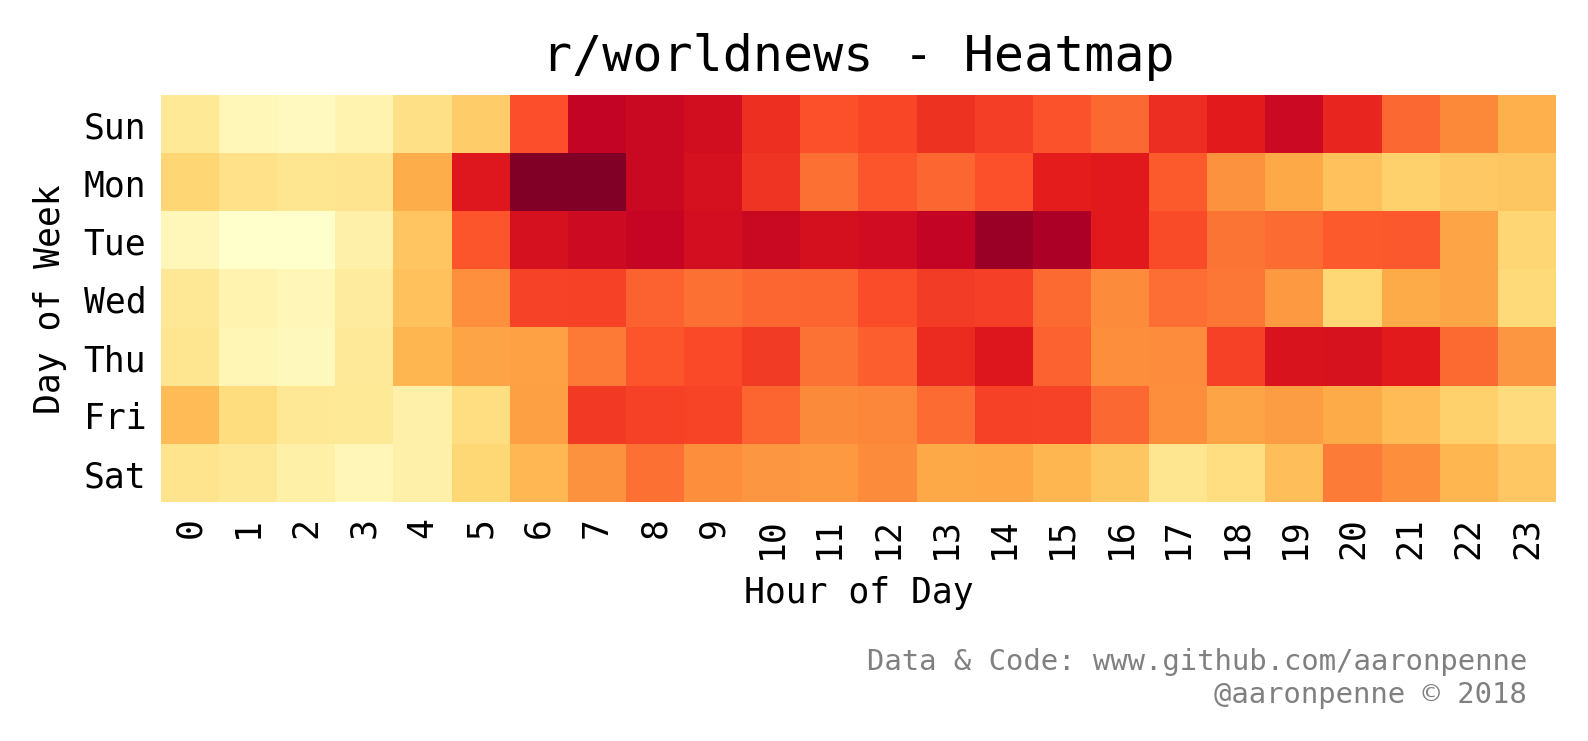 r/worldnews - Heatmap
Day of Week
Sun
Mon
Tue
Wed
Thu
Fri
Sat
0 1 2 3 4 5 6 7 8 9 10 11 12 13 14 15 16 17 18 19 20 21 22 23
Hour of Day
Data & Code: www.github.com/aaronpenne
@aaronpenne © 2018